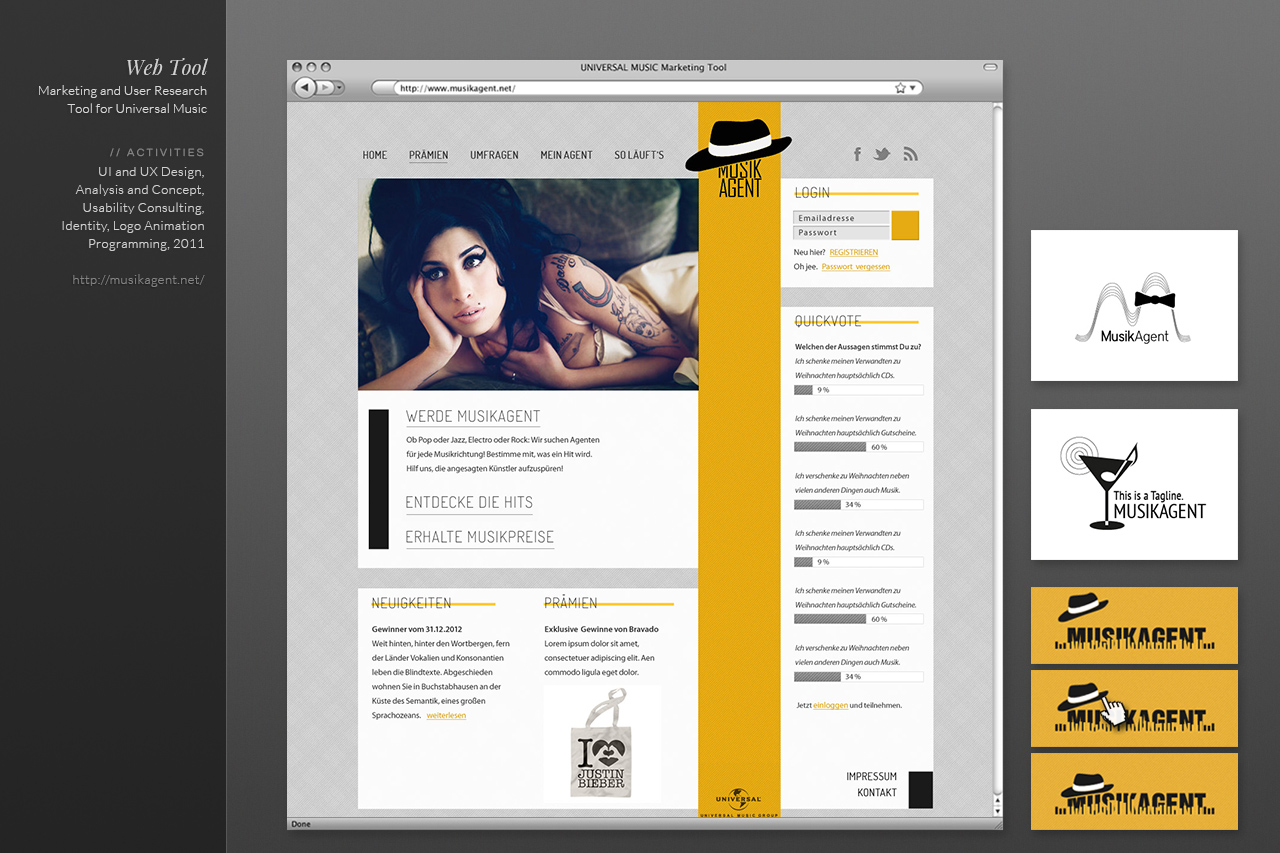 Web Tool
Marketing and User Research
Tool for Universal Music
// ACTIVITIES
UI and UX Design,
Analysis and Concept,
Usability Consulting,
Identity, Logo Animation
Programming, 2011
http://musikagent.net/
UNIVERSAL MUSIC Marketing Tool
http://www.musikagent.net/
HOME PRÄMIEN UMFRAGEN MEIN AGENT SO LÄUFT'S
MUSIK
AGENT
WERDE MUSIKAGENT
Ob Pop oder Jazz, Electro oder Rock: Wir suchen Agenten
für jede Musikrichtung! Bestimme mit, was ein Hit wird.
Hilf uns, die angesagten Künstler aufzuspüren!
ENTDECKE DIE HITS
ERHALTE MUSIKPREISE
NEUIGKEITEN
Gewinner vom 31.12.2012
Weit hinten, hinter den Wortbergen, fern
der Länder Vokalien und Konsonantien
leben die Blindtexte. Abgeschieden
wohnen Sie in Buchstabhausen an der
Küste des Semantik, eines großen
Sprachozeans. weiterlesen
PRÄMIEN
Exklusive Gewinne von Bravado
Lorem ipsum dolor sit amet,
consectetuer adipiscing elit. Aen
commodo ligula eget dolor.
I
JUSTIN
BIEBER
UNIVERSAL
UNIVERSAL MUSIC GROUP
LOGIN
Emailadresse
Passwort
Neu hier? REGISTRIEREN
Oh jee. Passwort vergessen
QUICKVOTE
Welchen der Aussagen stimmst Du zu?
Ich schenke meinen Verwandten zu
Weihnachten hauptsächlich CDs.
9 %
Ich schenke meinen Verwandten zu
Weihnachten hauptsächlich Gutscheine.
60 %
Ich verschenke zu Weihnachten neben
vielen anderen Dingen auch Musik.
34 %
Ich schenke meinen Verwandten zu
Weihnachten hauptsächlich CDs.
9 %
Ich schenke meinen Verwandten zu
Weihnachten hauptsächlich Gutscheine.
60 %
Ich verschenke zu Weihnachten neben
vielen anderen Dingen auch Musik.
34 %
Jetzt einloggen und teilnehmen.
IMPRESSUM
KONTAKT
Done
MusikAgent
This is a Tagline.
MUSIKAGENT
MUSIKAGENT
MUSIKAGENT
MUSIKAGENT